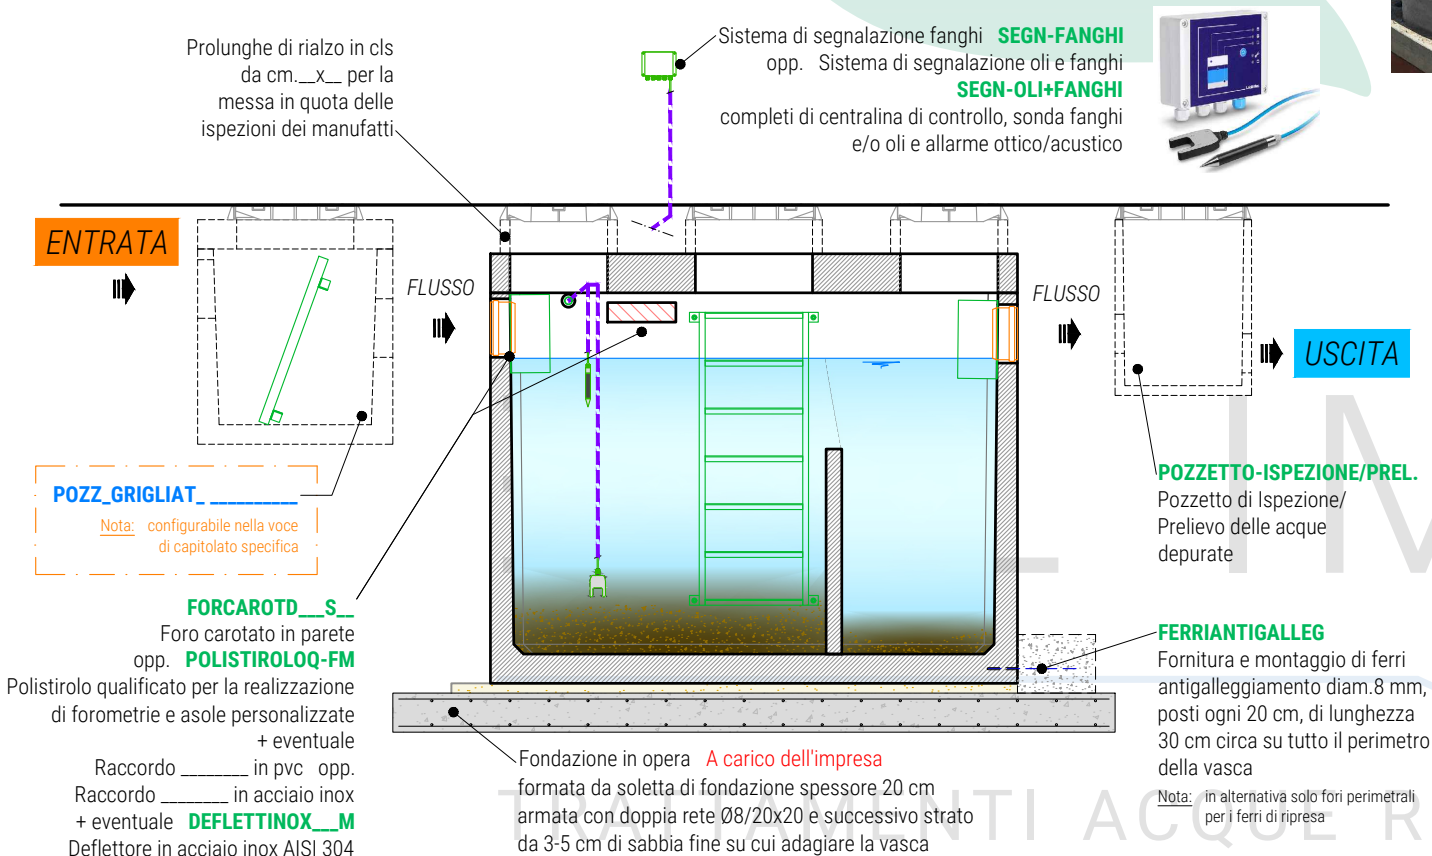 Prolunghe di rialzo in cls
da cm.__x__ per la
messa in quota delle
ispezioni dei manufatti
Sistema di segnalazione fanghi SEGN-FANGHI
opp. Sistema di segnalazione oli e fanghi
SEGN-OLI+FANGHI
completi di centralina di controllo, sonda fanghi
e/o oli e allarme ottico/acustico
ENTRATA
FLUSSO
FLUSSO
USCITA
POZZ_GRIGLIAT_ __________
Nota: configurabile nella voce
di capitolato specifica
POZZETTO-ISPEZIONE/PREL.
Pozzetto di Ispezione/
Prelievo delle acque
depurate
FORCAROTD___S__
Foro carotato in parete
opp. POLISTIROLOQ-FM
Polistirolo qualificato per la realizzazione
di forometrie e asole personalizzate
+ eventuale
Raccordo ________ in pvc opp.
Raccordo ________ in acciaio inox
+ eventuale DEFLETTINOX___M
Deflettore in acciaio inox AISI 304
Fondazione in opera A carico dell'impresa
formata da soletta di fondazione spessore 20 cm
armata con doppia rete Ø8/20x20 e successivo strato
da 3-5 cm di sabbia fine su cui adagiare la vasca
FERRIANTIGALLEG
Fornitura e montaggio di ferri
antigalleggiamento diam.8 mm,
posti ogni 20 cm, di lunghezza
30 cm circa su tutto il perimetro
della vasca
Nota: in alternativa solo fori perimetrali
per i ferri di ripresa
L IM
TRATTAMENTI ACQUE R